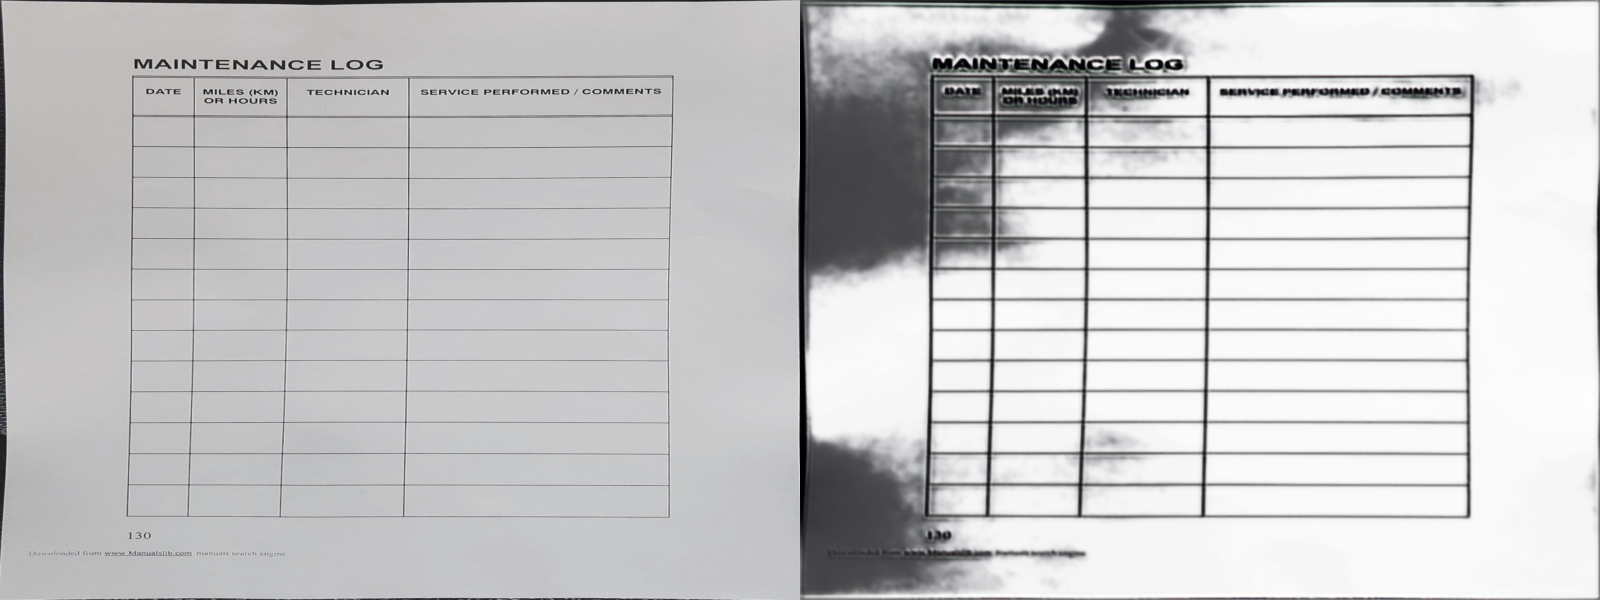 MAINTENANCE LOG
DATE
MILES (KM)
OR HOURS
TECHNICIAN
SERVICE PERFORMED / COMMENTS
130
Downloaded from www.Manualslib.com manuals search engine
MAINTENANCE LOG
DATE
MILES (KM)
OR HOURS
TECHNICIAN
SERVICE PERFORMED / COMMENTS
130
Downloaded from www.Manualslib.com manuals search engine